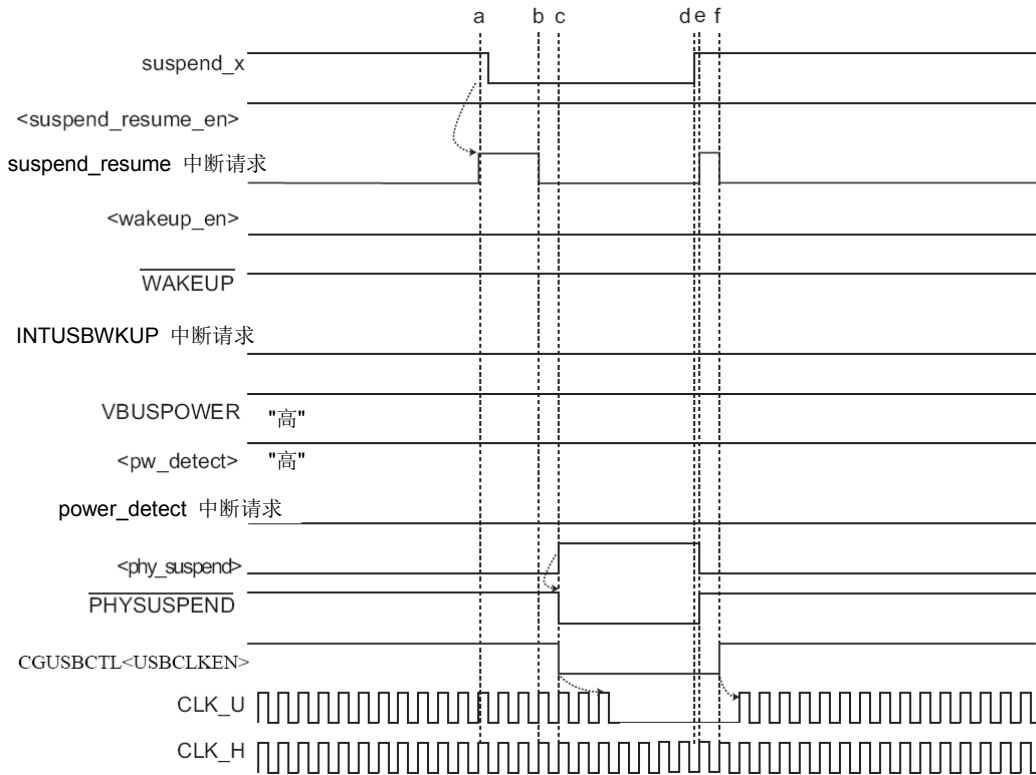 a b c d e f
suspend_x
<suspend_resume_en>
suspend_resume 中断请求
<wakeup_en>
WAKEUP
INTUSBWKUP 中断请求
VBUSPOWER "高"
<pw_detect> "高"
power_detect 中断请求
<phy_suspend>
PHYSUSPEND
CGUSBCTL<USBCLKEN>
CLK_U
CLK_H